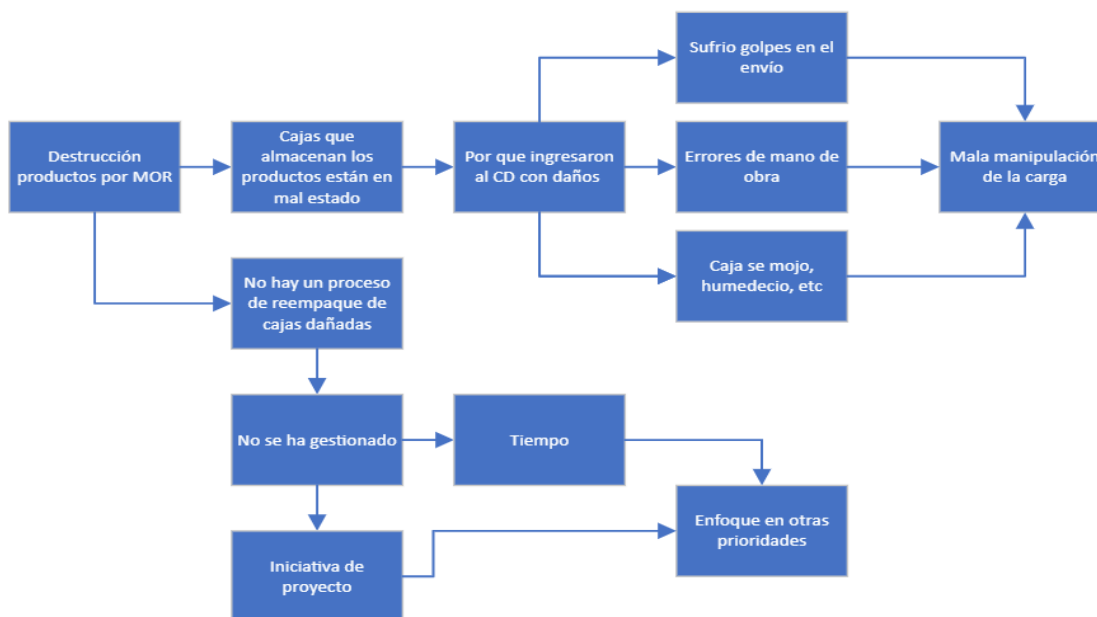 Sufrio golpes en el
envío
Destrucción
productos por MOR
Cajas que
almacenan los
productos están en
mal estado
Por que ingresaron
al CD con daños
Errores de mano de
obra
Mala manipulación
de la carga
Caja se mojo,
humedecio, etc
No hay un proceso
de reempaque de
cajas dañadas
No se ha gestionado
Tiempo
Enfoque en otras
prioridades
Iniciativa de
proyecto